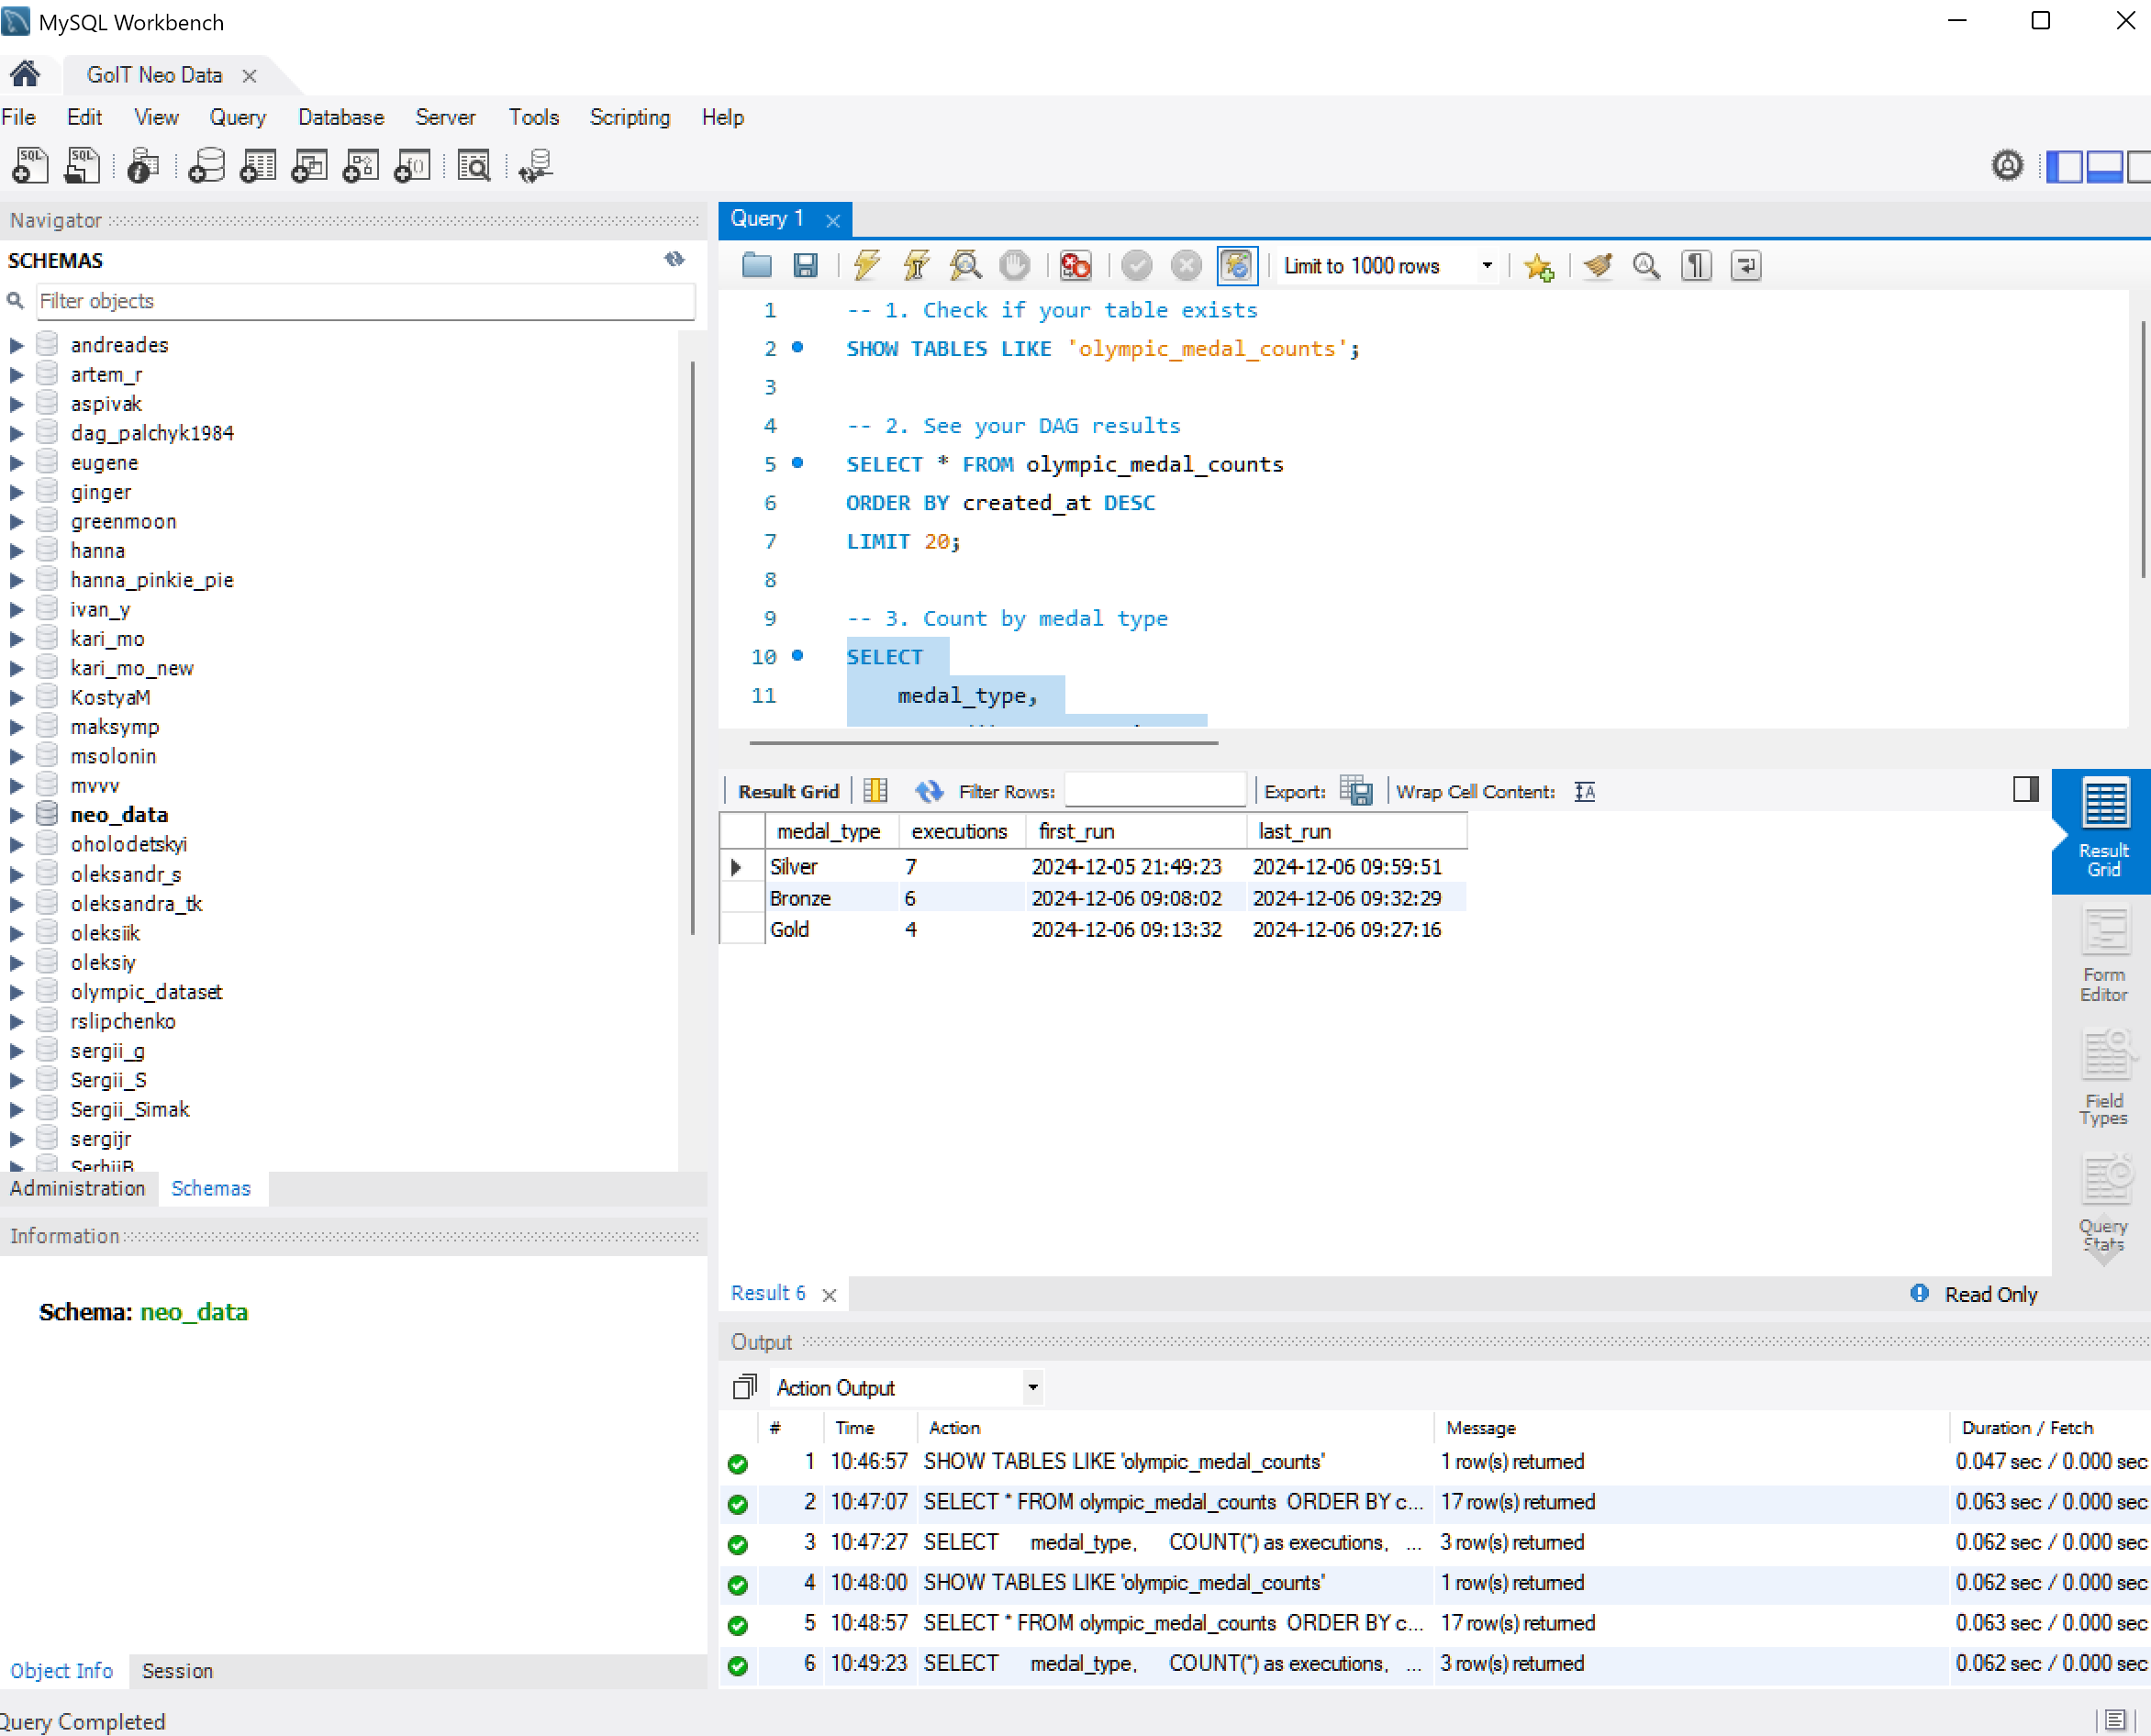 MySQL Workbench
GoIT Neo Data
File Edit View Query Database Server Tools Scripting Help
Navigator
SCHEMAS
Filter objects
andreades
artem_r
aspivak
dag_palchyk1984
eugene
ginger
greenmoon
hanna
hanna_pinkie_pie
ivan_y
kari_mo
kari_mo_new
KostyaM
maksymp
msolonin
mvvv
neo_data
oholodetskyi
oleksandr_s
oleksandra_tk
oleksiik
oleksiy
olympic_dataset
rslipchenko
sergii_g
Sergii_S
Sergii_Simak
sergijr
SerhiiB
Administration Schemas
Information
Schema: neo_data
Object Info Session
Query Completed
Query 1
Limit to 1000 rows
1 -- 1. Check if your table exists
2 SHOW TABLES LIKE 'olympic_medal_counts';
3
4 -- 2. See your DAG results
5 SELECT * FROM olympic_medal_counts
6 ORDER BY created_at DESC
7 LIMIT 20;
8
9 -- 3. Count by medal type
10 SELECT
11 medal_type,
Result Grid Filter Rows: Export: Wrap Cell Content:
medal_type executions first_run last_run
Silver 7 2024-12-05 21:49:23 2024-12-06 09:59:51
Bronze 6 2024-12-06 09:08:02 2024-12-06 09:32:29
Gold 4 2024-12-06 09:13:32 2024-12-06 09:27:16
Result
Grid
Form
Editor
Field
Types
Query
Stats
Result 6
Read Only
Output
Action Output
# Time Action Message Duration / Fetch
1 10:46:57 SHOW TABLES LIKE 'olympic_medal_counts' 1 row(s) returned 0.047 sec / 0.000 sec
2 10:47:07 SELECT * FROM olympic_medal_counts ORDER BY c... 17 row(s) returned 0.063 sec / 0.000 sec
3 10:47:27 SELECT medal_type, COUNT(*) as executions, ... 3 row(s) returned 0.062 sec / 0.000 sec
4 10:48:00 SHOW TABLES LIKE 'olympic_medal_counts' 1 row(s) returned 0.062 sec / 0.000 sec
5 10:48:57 SELECT * FROM olympic_medal_counts ORDER BY c... 17 row(s) returned 0.063 sec / 0.000 sec
6 10:49:23 SELECT medal_type, COUNT(*) as executions, ... 3 row(s) returned 0.062 sec / 0.000 sec